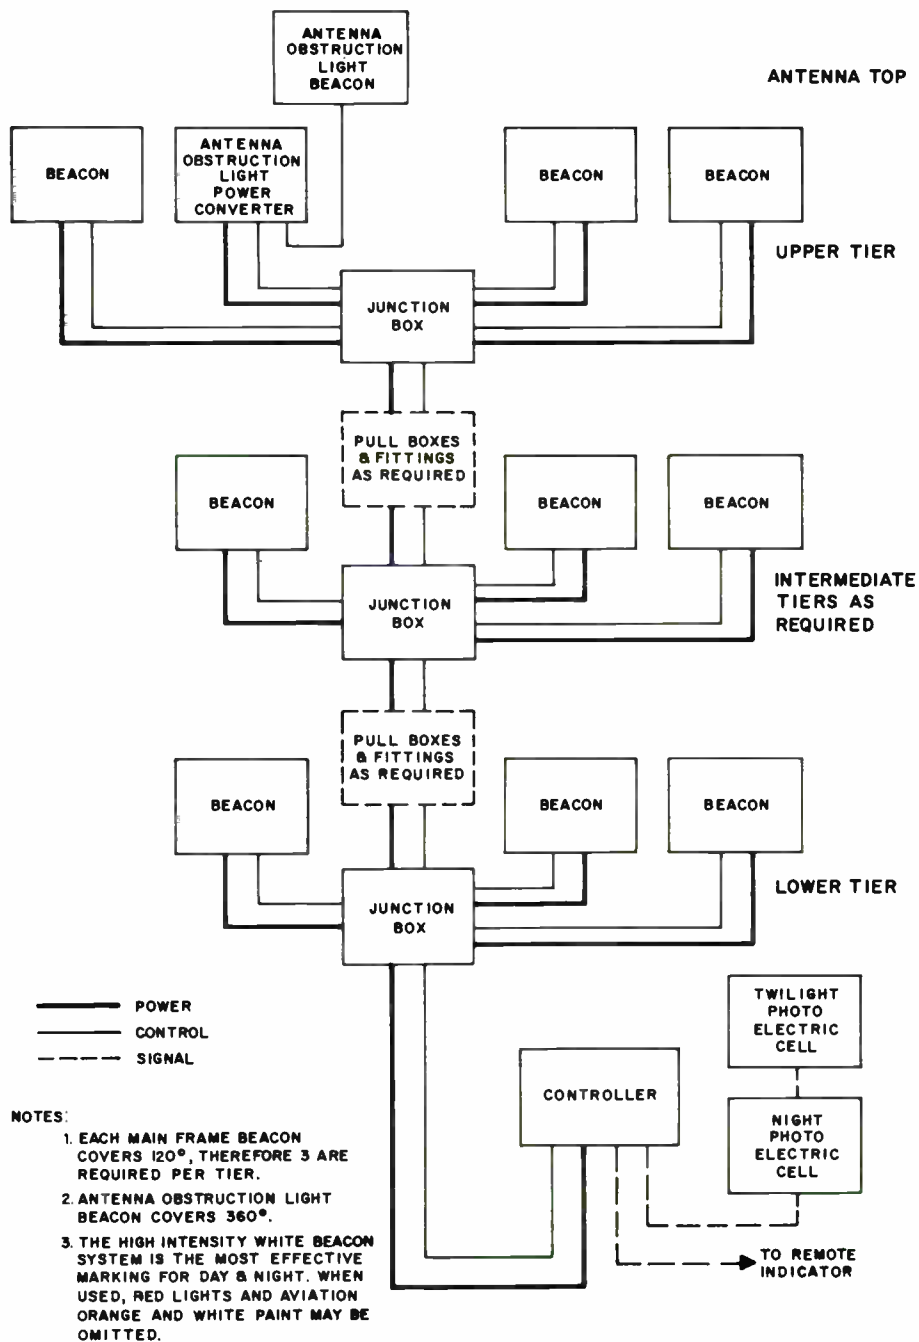 ANTENNA
OBSTRUCTION
LIGHT
BEACON
ANTENNA TOP
BEACON
ANTENNA
OBSTRUCTION
LIGHT
POWER
CONVERTER
BEACON
BEACON
UPPER TIER
JUNCTION
BOX
PULL BOXES
& FITTINGS
AS REQUIRED
BEACON
BEACON
BEACON
INTERMEDIATE
TIERS AS
REQUIRED
JUNCTION
BOX
PULL BOXES
& FITTINGS
AS REQUIRED
BEACON
BEACON
BEACON
LOWER TIER
JUNCTION
BOX
POWER
CONTROL
SIGNAL
TWILIGHT
PHOTO
ELECTRIC
CELL
CONTROLLER
NIGHT
PHOTO
ELECTRIC
CELL
TO REMOTE
INDICATOR
NOTES:
1. EACH MAIN FRAME BEACON
COVERS 120°, THEREFORE 3 ARE
REQUIRED PER TIER.
2. ANTENNA OBSTRUCTION LIGHT
BEACON COVERS 360°.
3. THE HIGH INTENSITY WHITE BEACON
SYSTEM IS THE MOST EFFECTIVE
MARKING FOR DAY & NIGHT. WHEN
USED, RED LIGHTS AND AVIATION
ORANGE AND WHITE PAINT MAY BE
OMITTED.